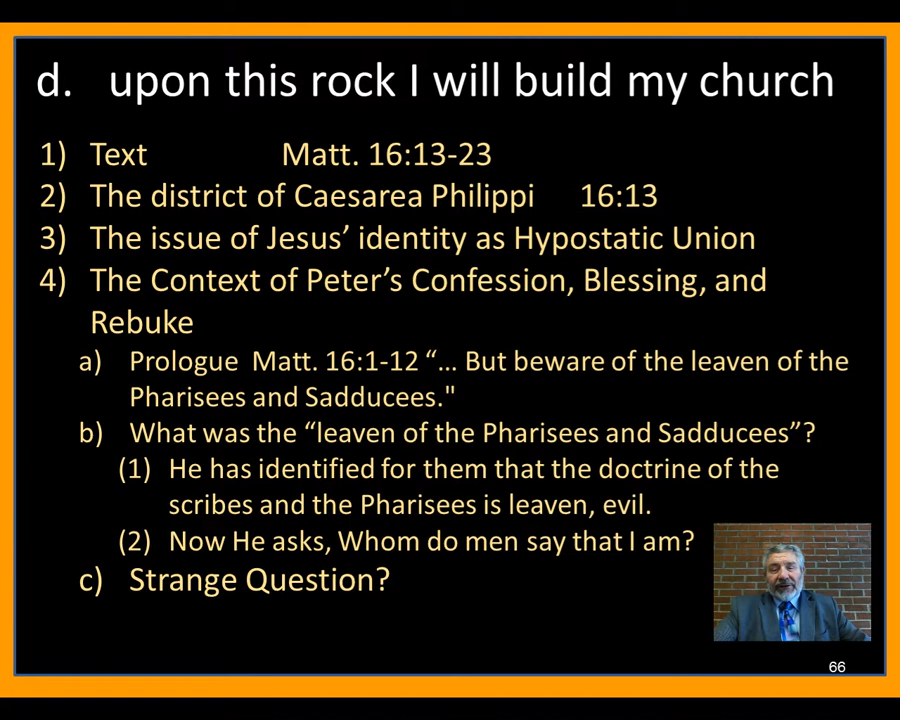 d. upon this rock I will build my church
1) Text Matt. 16:13-23
2) The district of Caesarea Philippi 16:13
3) The issue of Jesus’ identity as Hypostatic Union
4) The Context of Peter’s Confession, Blessing, and
Rebuke
a) Prologue Matt. 16:1-12 “… But beware of the leaven of the
Pharisees and Sadducees."
b) What was the “leaven of the Pharisees and Sadducees”?
(1) He has identified for them that the doctrine of the
scribes and the Pharisees is leaven, evil.
(2) Now He asks, Whom do men say that I am?
c) Strange Question?
66